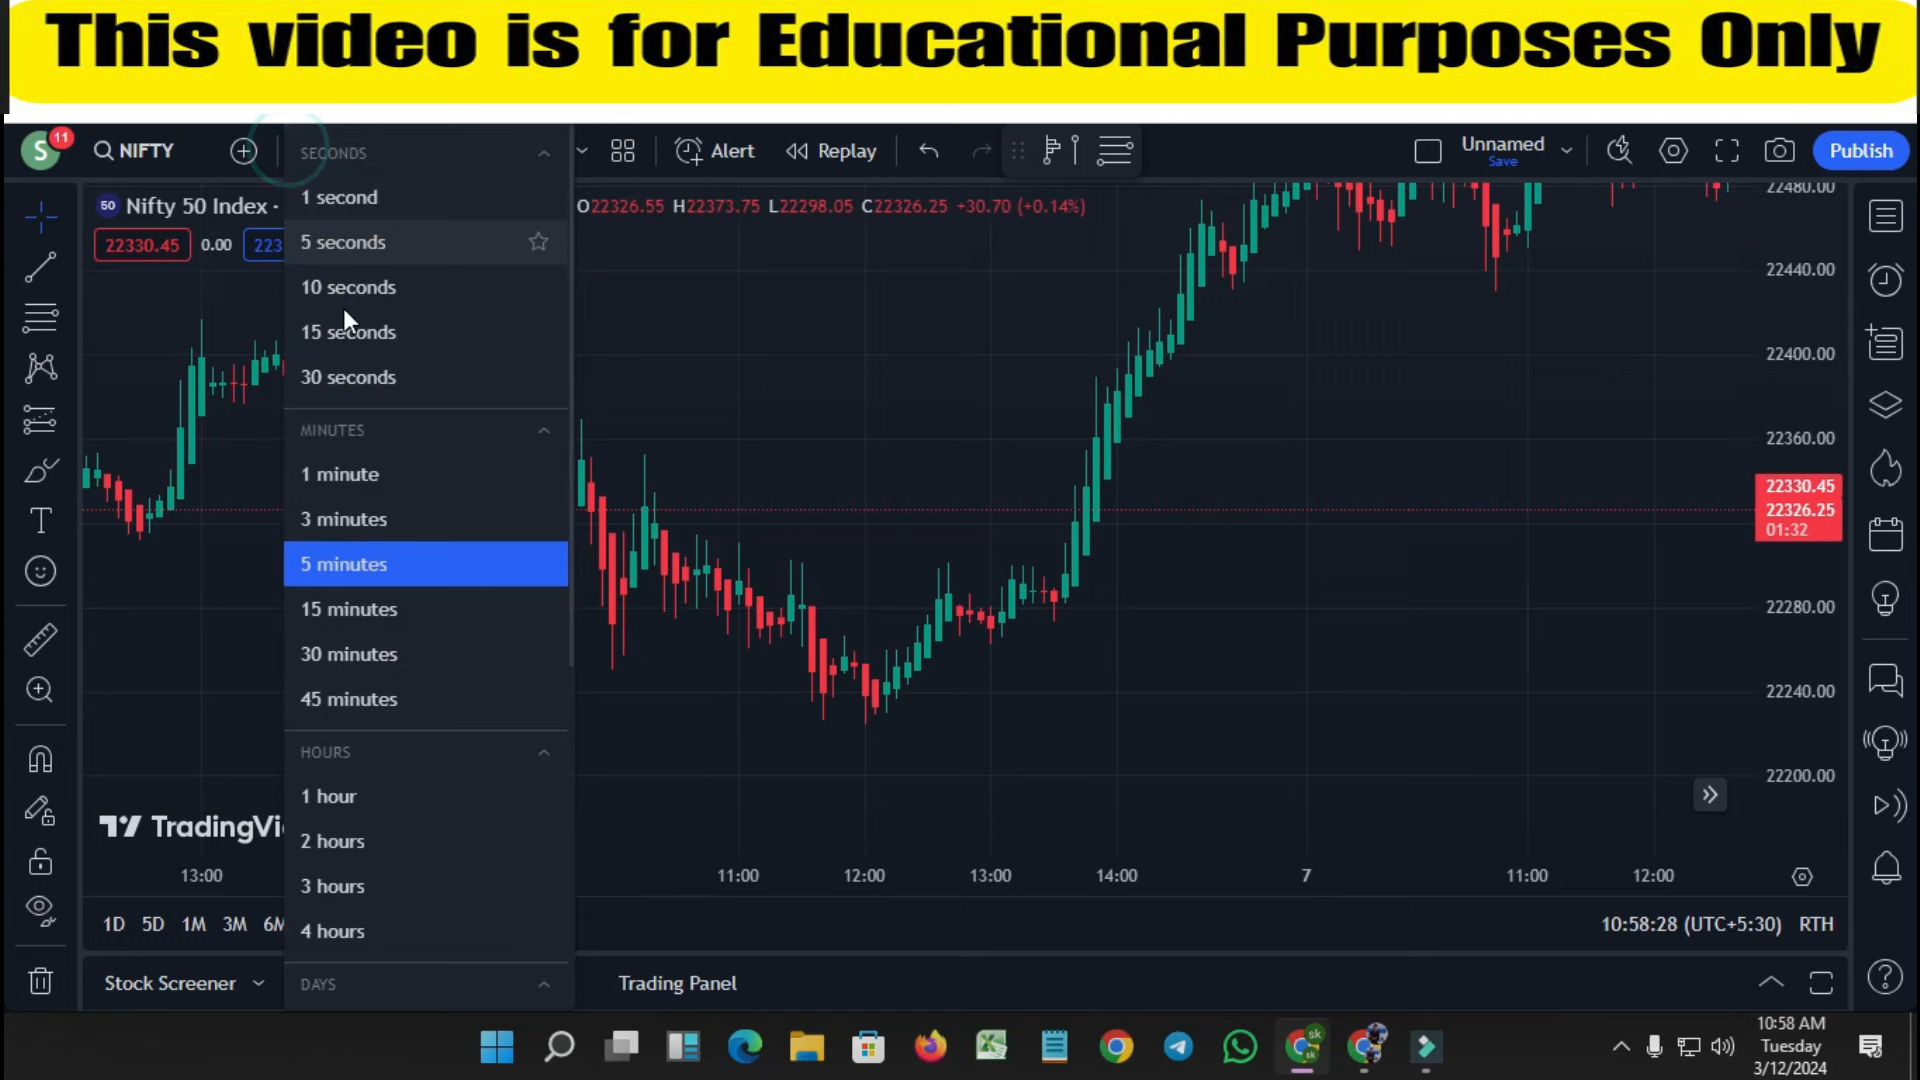 This video is for Educational Purposes Only
S 11 NIFTY
Alert
Replay
Unnamed
Save
Publish
SECONDS
1 second
5 seconds
10 seconds
15 seconds
30 seconds
MINUTES
1 minute
3 minutes
5 minutes
15 minutes
30 minutes
45 minutes
HOURS
1 hour
2 hours
3 hours
4 hours
DAYS
50 Nifty 50 Index ·
O22326.55 H22373.75 L22298.05 C22326.25 +30.70 (+0.14%)
22330.45 0.00 223
22480.00
22440.00
22400.00
22360.00
22330.45
22326.25
01:32
22280.00
22240.00
22200.00
TradingVi
13:00 11:00 12:00 13:00 14:00 7 11:00 12:00
1D 5D 1M 3M 6M
10:58:28 (UTC+5:30) RTH
Stock Screener
Trading Panel
10:58 AM
Tuesday
3/12/2024